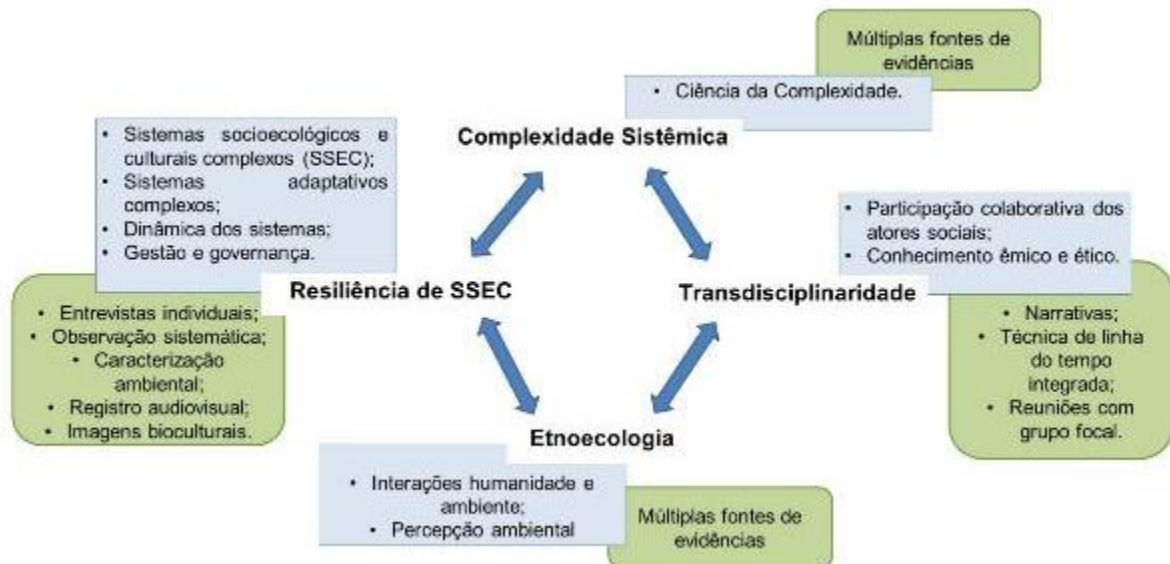 Múltiplas fontes de
evidências
• Ciência da Complexidade.
Complexidade Sistêmica
• Sistemas socioecológicos e
culturais complexos (SSEC);
• Sistemas adaptativos
complexos;
• Dinâmica dos sistemas;
• Gestão e governança.
Resiliência de SSEC
• Entrevistas individuais;
• Observação sistemática;
• Caracterização
ambiental;
• Registro audiovisual;
• Imagens bioculturais.
• Participação colaborativa dos
atores sociais;
• Conhecimento êmico e ético.
Transdisciplinaridade
• Narrativas;
• Técnica de linha
do tempo
integrada;
• Reuniões com
grupo focal.
Etnoecologia
• Interações humanidade e
ambiente;
• Percepção ambiental
Múltiplas fontes de
evidências